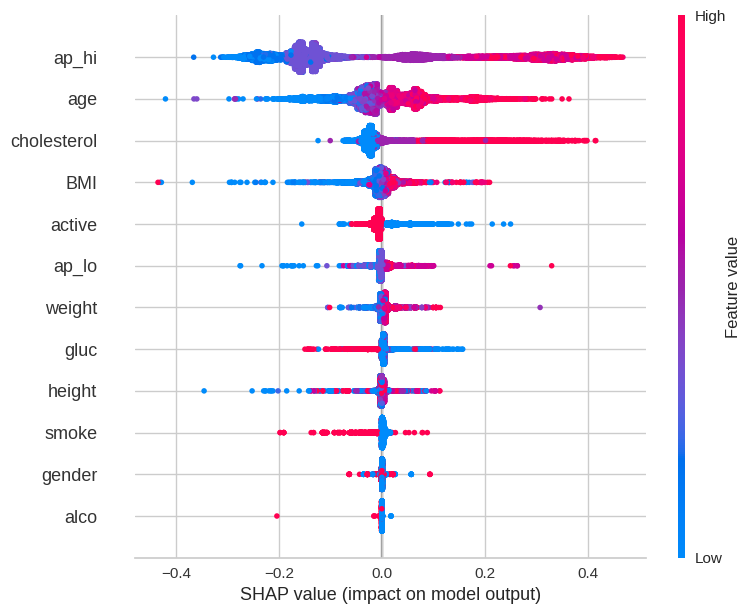 High
ap_hi
age
cholesterol
BMI
active
ap_lo
weight
gluc
height
smoke
gender
alco
Feature value
Low
−0.4 −0.2 0.0 0.2 0.4
SHAP value (impact on model output)